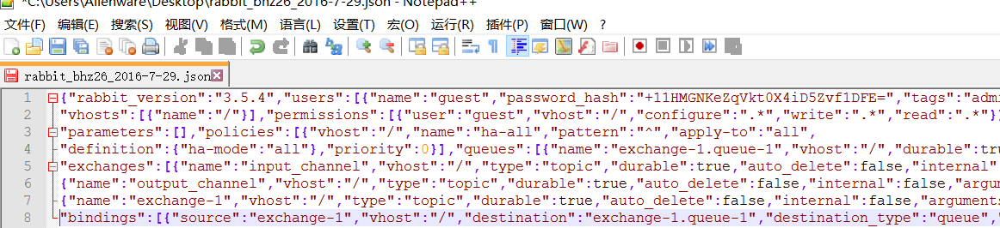 *C:\Users\Alienware\Desktop\rabbit_bhz26_2016-7-29.json - Notepad++
文件(F) 编辑(E) 搜索(S) 视图(V) 格式(M) 语言(L) 设置(T) 宏(O) 运行(R) 插件(P) 窗口(W) ?
rabbit_bhz26_2016-7-29.json
1 {"rabbit_version":"3.5.4","users":[{"name":"guest","password_hash":"+11HMGNKeZqVkt0X4iD5Zvf1DFE=","tags":"adm
2 "vhosts":[{"name":"/"}],"permissions":[{"user":"guest","vhost":"/","configure":".*","write":".*","read":".*"}
3 "parameters":[],"policies":[{"vhost":"/","name":"ha-all","pattern":"^","apply-to":"all",
4 "definition":{"ha-mode":"all"},"priority":0}],"queues":[{"name":"exchange-1.queue-1","vhost":"/","durable":tru
5 "exchanges":[{"name":"input_channel","vhost":"/","type":"topic","durable":true,"auto_delete":false,"internal"
6 {"name":"output_channel","vhost":"/","type":"topic","durable":true,"auto_delete":false,"internal":false,"argum
7 {"name":"exchange-1","vhost":"/","type":"topic","durable":true,"auto_delete":false,"internal":false,"arguments
8 "bindings":[{"source":"exchange-1","vhost":"/","destination":"exchange-1.queue-1","destination_type":"queue","